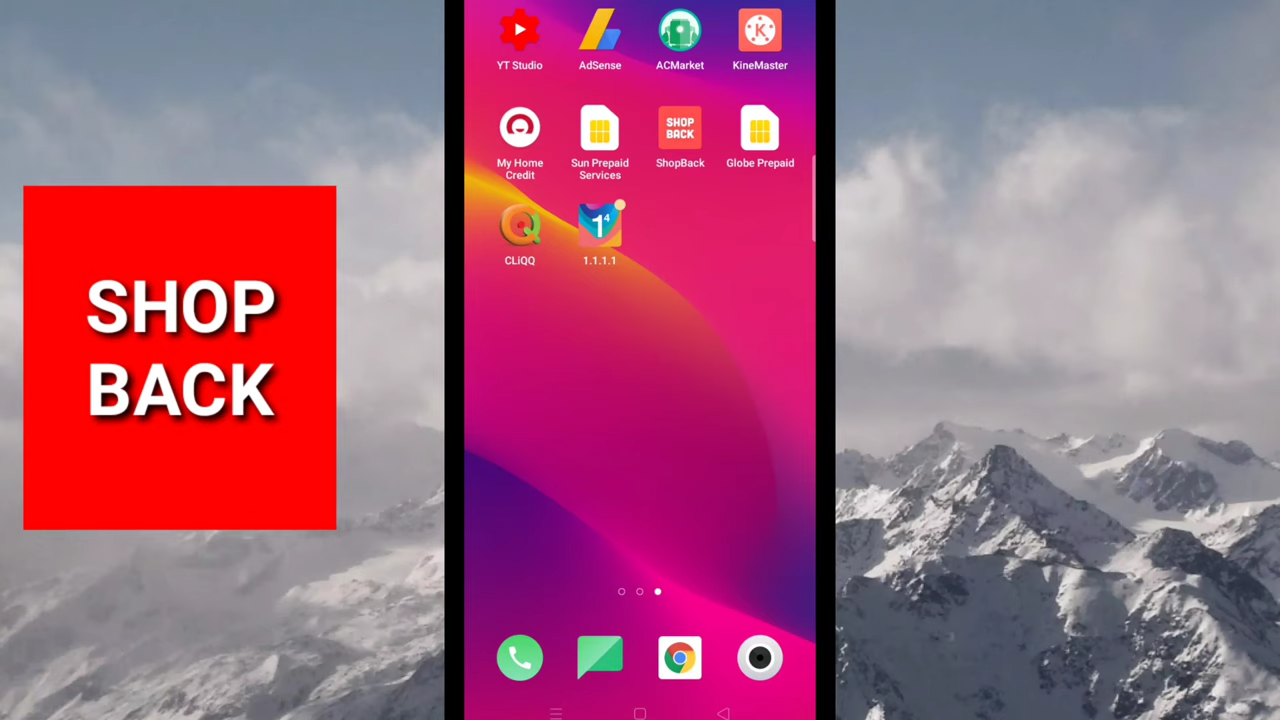 SHOP
BACK
YT Studio
AdSense
ACMarket
KineMaster
K
SHOP
BACK
My Home
Credit
Sun Prepaid
Services
ShopBack
Globe Prepaid
1⁴
CLiQQ
1.1.1.1